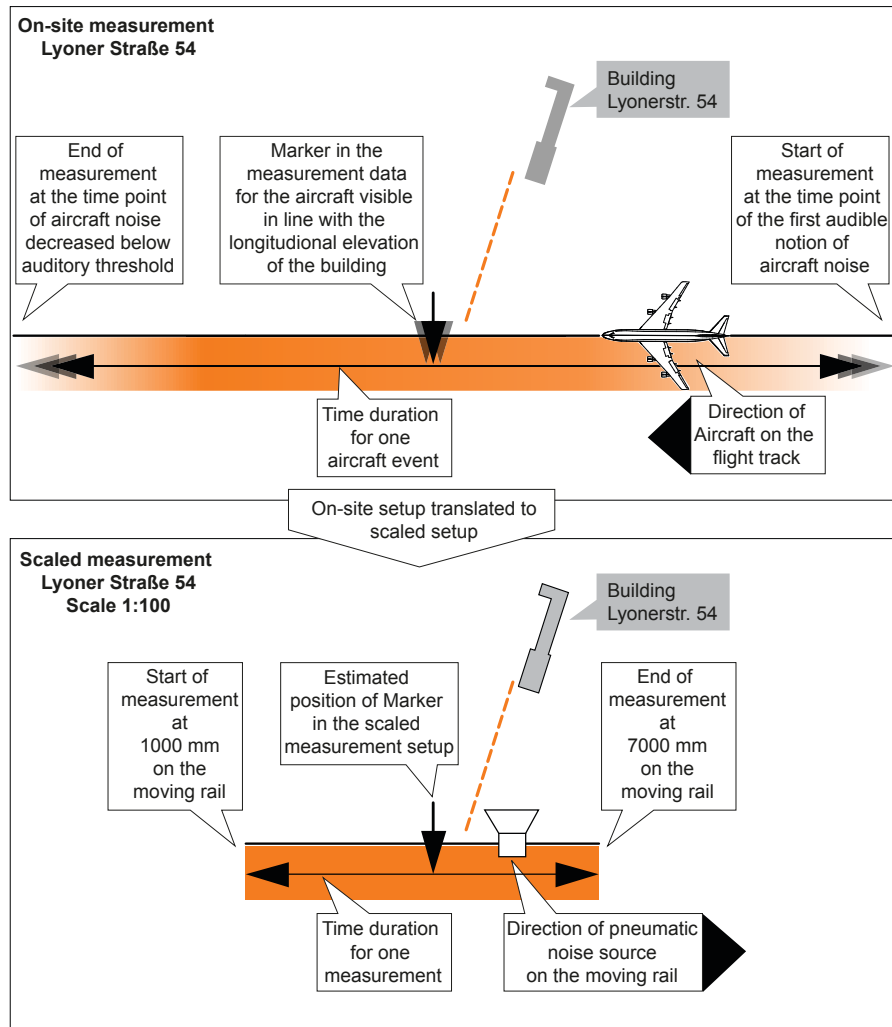 On-site measurement
Lyoner Straße 54
Building
Lyonerstr. 54
End of
measurement
at the time point
of aircraft noise
decreased below
auditory threshold
Marker in the
measurement data
for the aircraft visible
in line with the
longitudional elevation
of the building
Start of
measurement
at the time point
of the first audible
notion of
aircraft noise
Time duration
for one
aircraft event
Direction of
Aircraft on the
flight track
On-site setup translated to
scaled setup
Scaled measurement
Lyoner Straße 54
Scale 1:100
Building
Lyonerstr. 54
Start of
measurement
at
1000 mm
on the
moving rail
Estimated
position of Marker
in the scaled
measurement setup
End of
measurement
at
7000 mm
on the
moving rail
Time duration
for one
measurement
Direction of pneumatic
noise source
on the moving rail